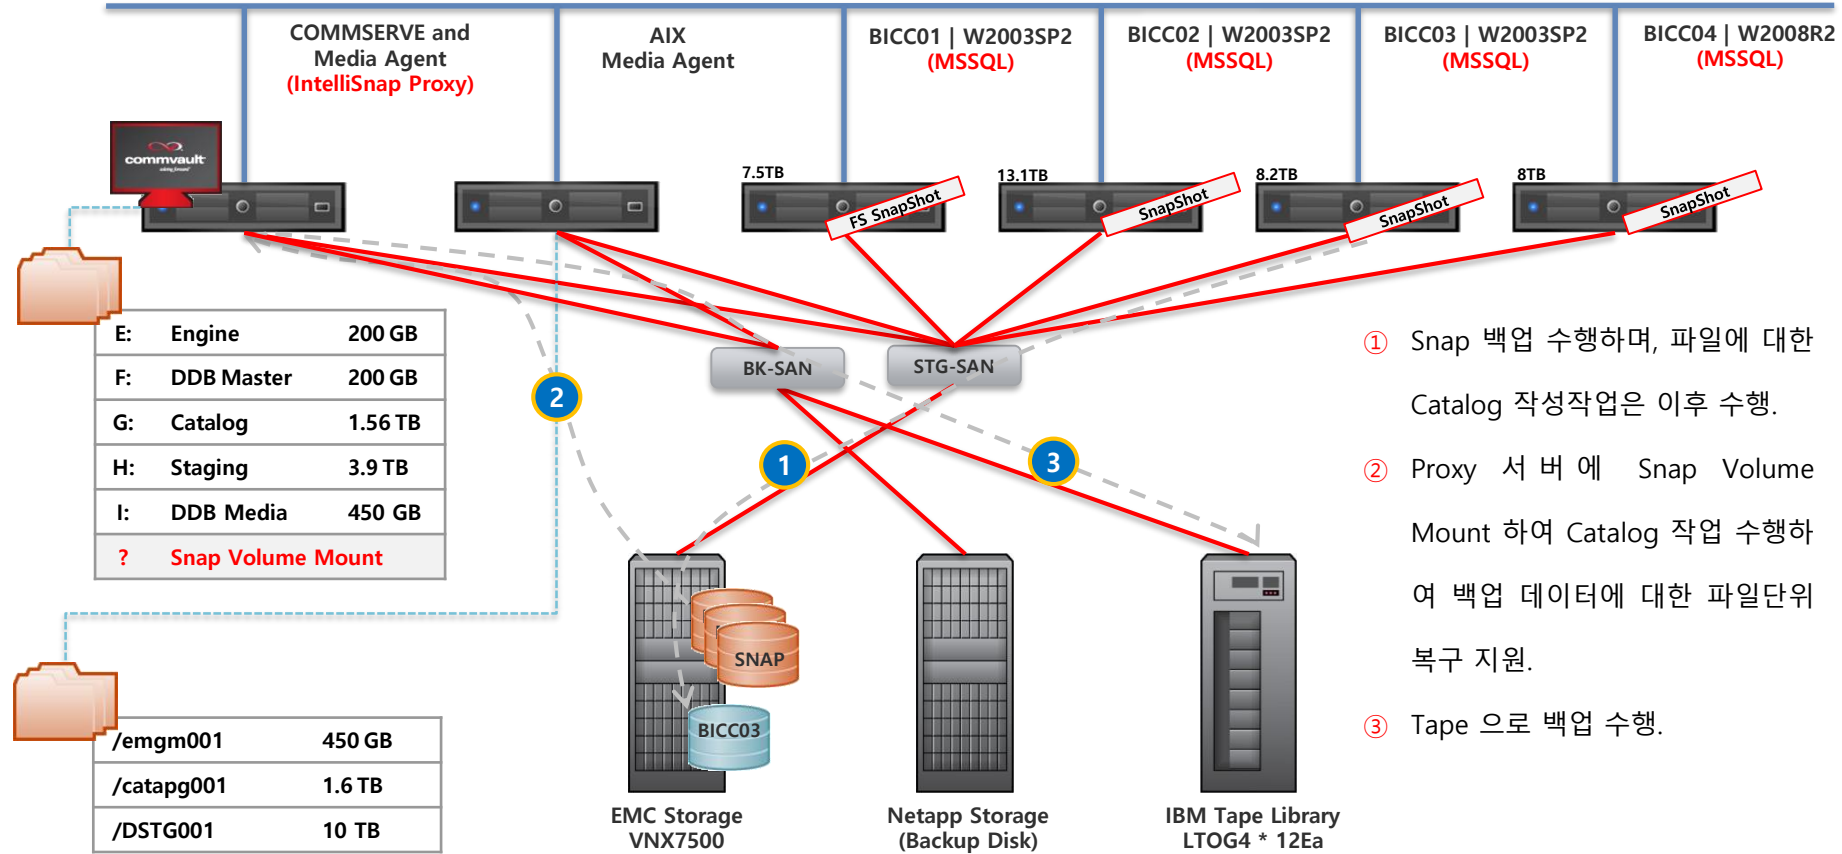 COMMSERVE and
Media Agent
(IntelliSnap Proxy)
AIX
Media Agent
BICC01 | W2003SP2
(MSSQL)
BICC02 | W2003SP2
(MSSQL)
BICC03 | W2003SP2
(MSSQL)
BICC04 | W2008R2
(MSSQL)
commvault
7.5TB
13.1TB
8.2TB
8TB
FS SnapShot
SnapShot
SnapShot
SnapShot
E: Engine 200 GB
F: DDB Master 200 GB
G: Catalog 1.56 TB
H: Staging 3.9 TB
I: DDB Media 450 GB
? Snap Volume Mount
BK-SAN
STG-SAN
2
1
3
① Snap 백업 수행하며, 파일에 대한
Catalog 작성작업은 이후 수행.
② Proxy 서버에 Snap Volume
Mount 하여 Catalog 작업 수행하
여 백업 데이터에 대한 파일단위
복구 지원.
③ Tape 으로 백업 수행.
SNAP
BICC03
/emgm001 450 GB
/catapg001 1.6 TB
/DSTG001 10 TB
EMC Storage
VNX7500
Netapp Storage
(Backup Disk)
IBM Tape Library
LTOG4 * 12Ea